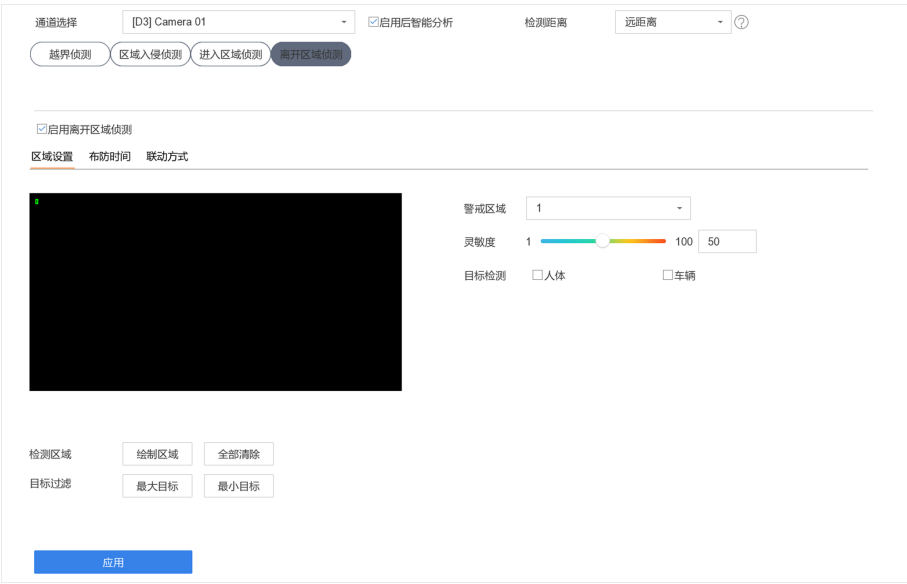 通道选择 [D3] Camera 01 启用后智能分析 检测距离 远距离 ?
越界侦测 区域入侵侦测 进入区域侦测 离开区域侦测
启用离开区域侦测
区域设置 布防时间 联动方式
警戒区域 1
灵敏度 1 100 50
目标检测 人体 车辆
检测区域 绘制区域 全部清除
目标过滤 最大目标 最小目标
应用